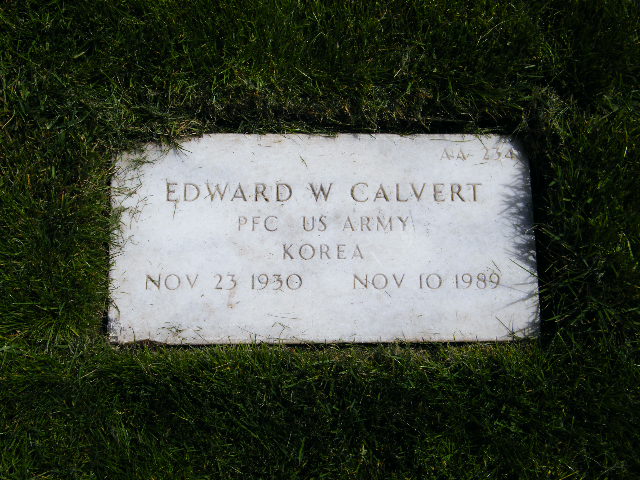 AA 234
EDWARD W CALVERT
PFC US ARMY
KOREA
NOV 23 1930 NOV 10 1989